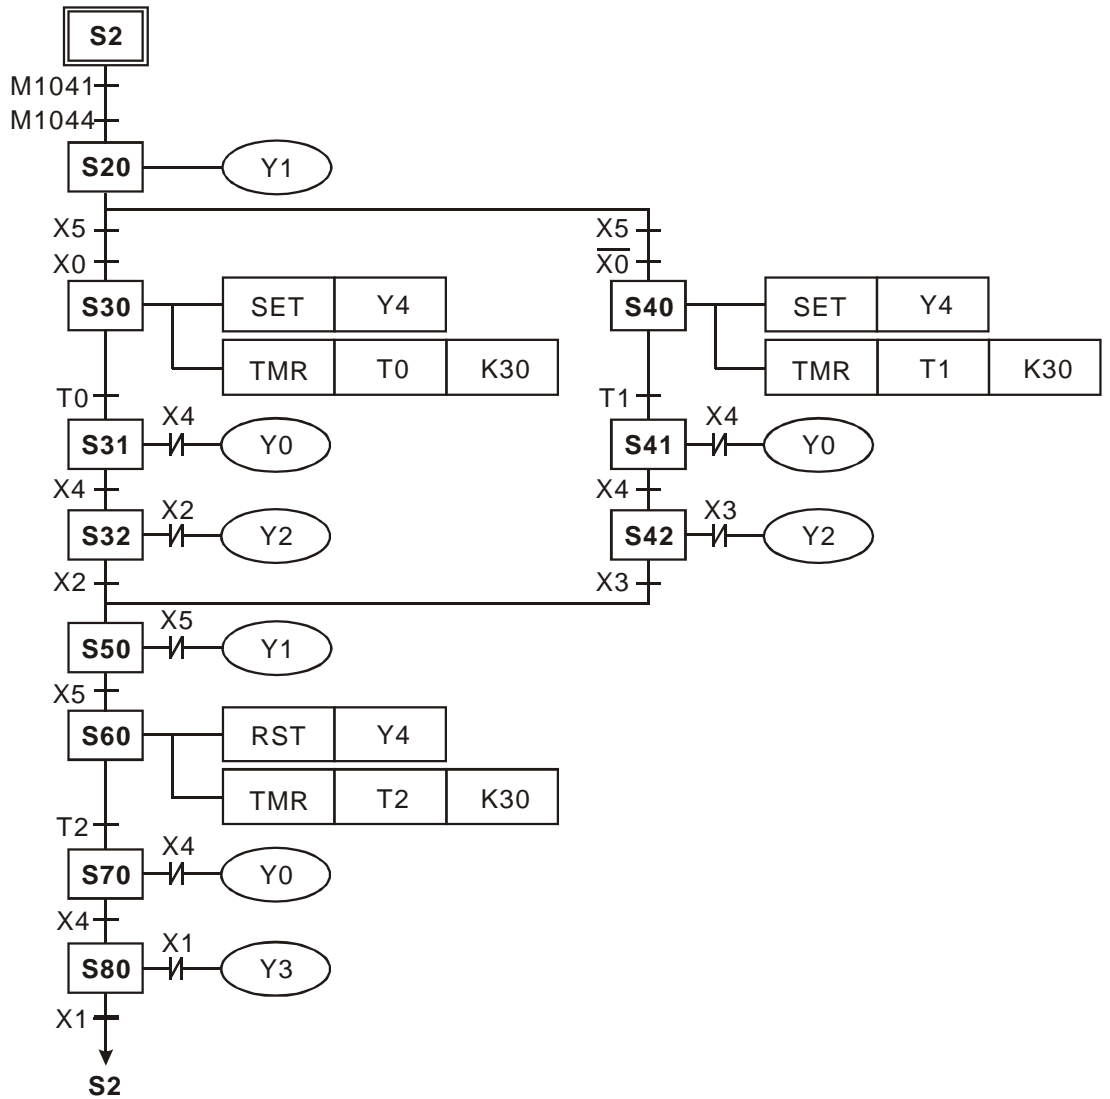 S2
M1041
M1044
S20 Y1
X5 X5
X0 X0
S30 SET Y4 S40 SET Y4
TMR T0 K30 TMR T1 K30
T0 X4 T1 X4
S31 Y0 S41 Y0
X4 X2 X4 X3
S32 Y2 S42 Y2
X2 X3
X5
S50 Y1
X5
S60 RST Y4
TMR T2 K30
T2 X4
S70 Y0
X4 X1
S80 Y3
X1
S2